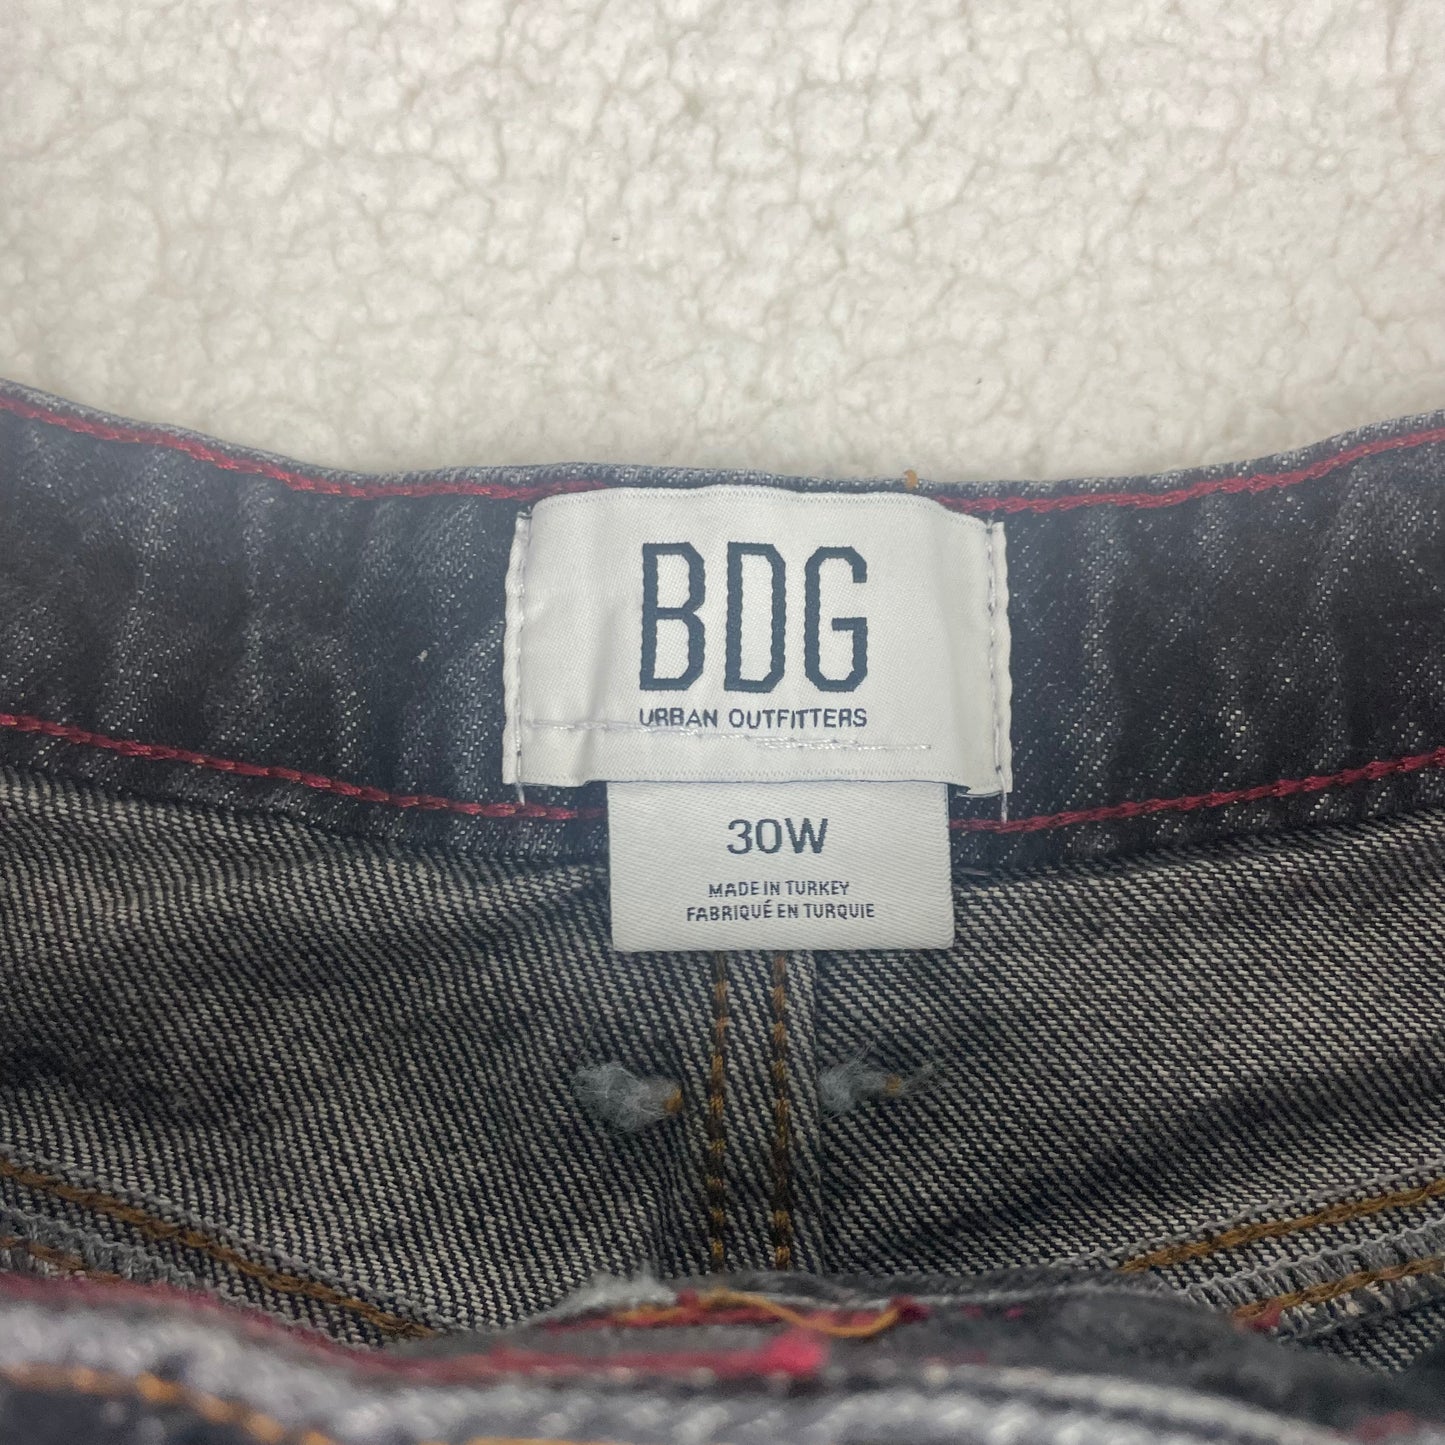 BDG
URBAN OUTFITTERS
30W
MADE IN TURKEY
FABRIQUÉ EN TURQUIE